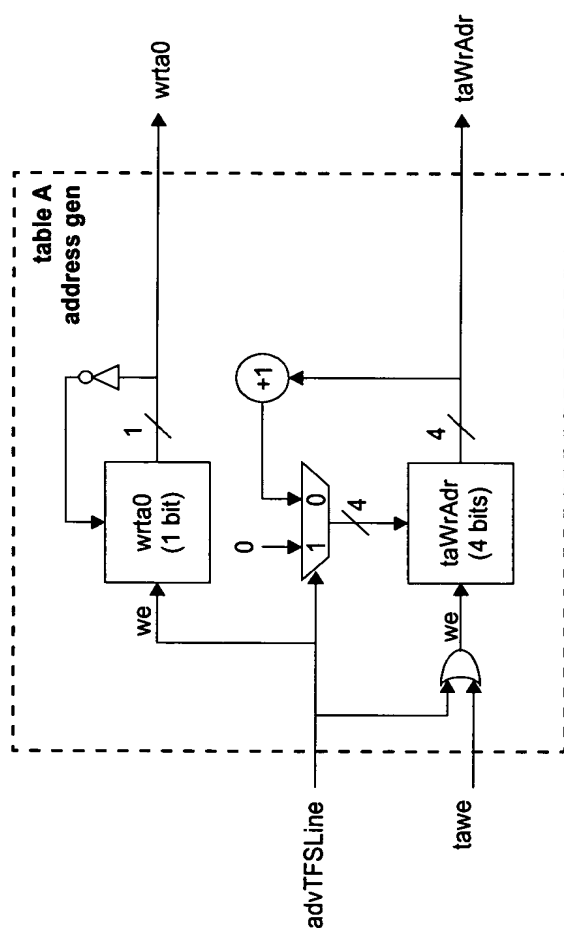 table A
address gen
wrta0
1
we
wrta0
(1 bit)
+1
0
1 0
4
advTFSLine
4
taWrAdr
we
taWrAdr
(4 bits)
tawe